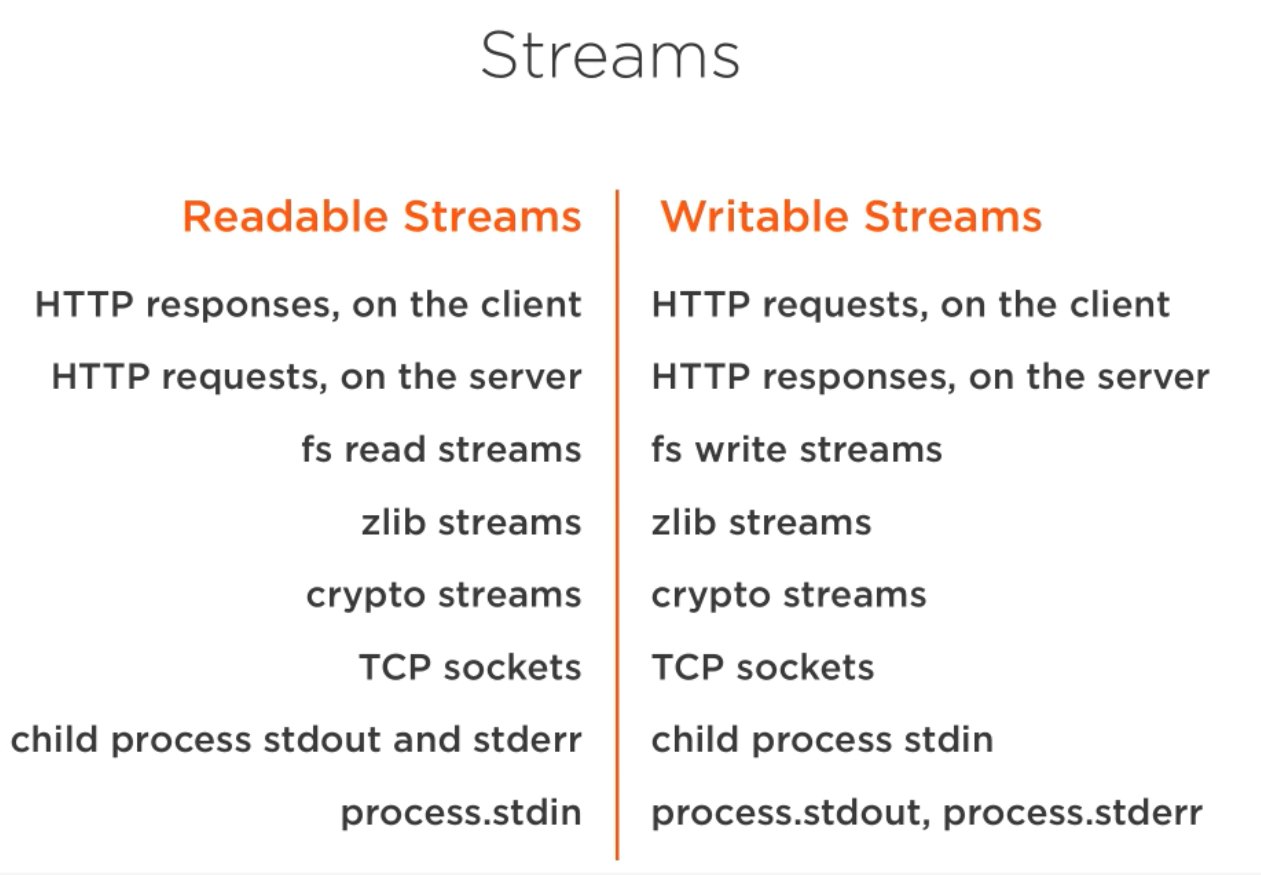 Streams
Readable Streams
HTTP responses, on the client
HTTP requests, on the server
fs read streams
zlib streams
crypto streams
TCP sockets
child process stdout and stderr
process.stdin
Writable Streams
HTTP requests, on the client
HTTP responses, on the server
fs write streams
zlib streams
crypto streams
TCP sockets
child process stdin
process.stdout, process.stderr